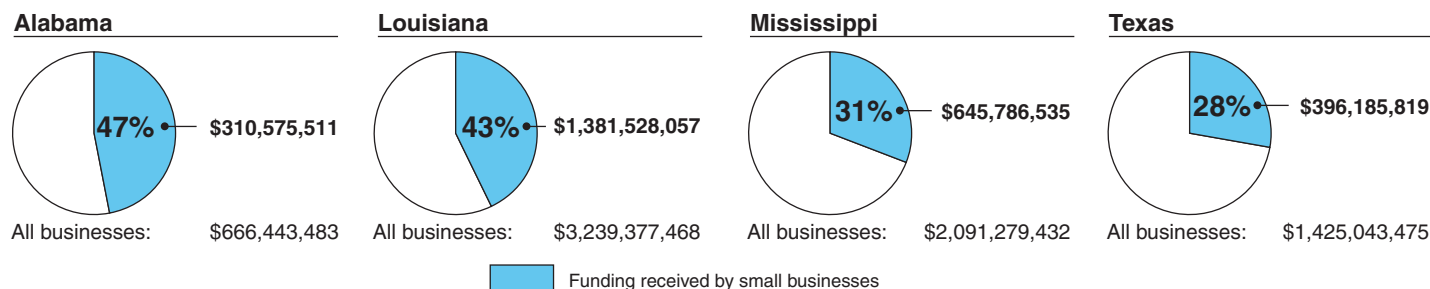 Alabama
Louisiana
Mississippi
Texas
47%
$310,575,511
43%
$1,381,528,057
31%
$645,786,535
28%
$396,185,819
All businesses: $666,443,483
All businesses: $3,239,377,468
All businesses: $2,091,279,432
All businesses: $1,425,043,475
Funding received by small businesses